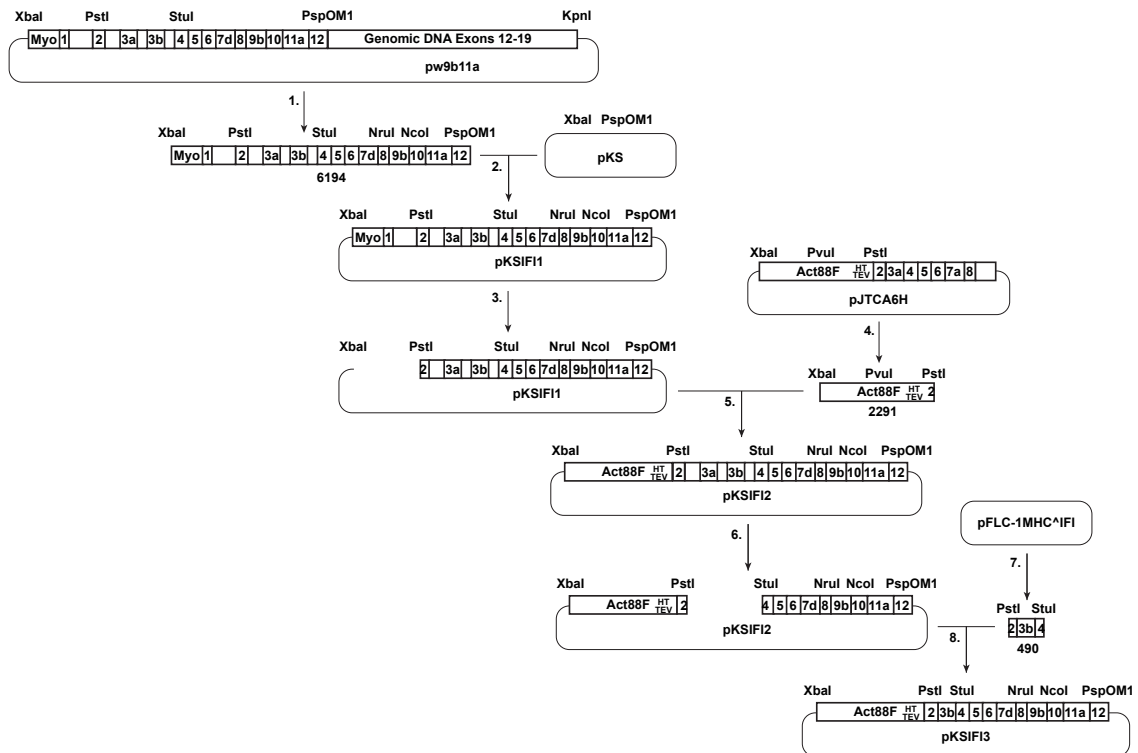 XbaI PstI StuI PspOM1 KpnI
Myo 1 2 3a 3b 4 5 6 7d 8 9b 10 11a 12 Genomic DNA Exons 12-19
pw9b11a
1.
XbaI PstI StuI NruI NcoI PspOM1
Myo 1 2 3a 3b 4 5 6 7d 8 9b 10 11a 12
6194
2.
XbaI PspOM1
pKS
XbaI PstI StuI NruI NcoI PspOM1
Myo 1 2 3a 3b 4 5 6 7d 8 9b 10 11a 12
pKSIFI1
3.
XbaI PvuI PstI
Act88F HT TEV 2 3a 4 5 6 7a 8
pJTCA6H
4.
XbaI PstI StuI NruI NcoI PspOM1
2 3a 3b 4 5 6 7d 8 9b 10 11a 12
pKSIFI1
XbaI PvuI PstI
Act88F HT TEV 2
2291
5.
XbaI PstI StuI NruI NcoI PspOM1
Act88F HT TEV 2 3a 3b 4 5 6 7d 8 9b 10 11a 12
pKSIFI2
6.
pFLC-1MHC^IFI
7.
XbaI PstI StuI NruI NcoI PspOM1
Act88F HT TEV 2 4 5 6 7d 8 9b 10 11a 12
pKSIFI2
PstI StuI
2 3b 4
490
8.
XbaI PstI StuI NruI NcoI PspOM1
Act88F HT TEV 2 3b 4 5 6 7d 8 9b 10 11a 12
pKSIFI3